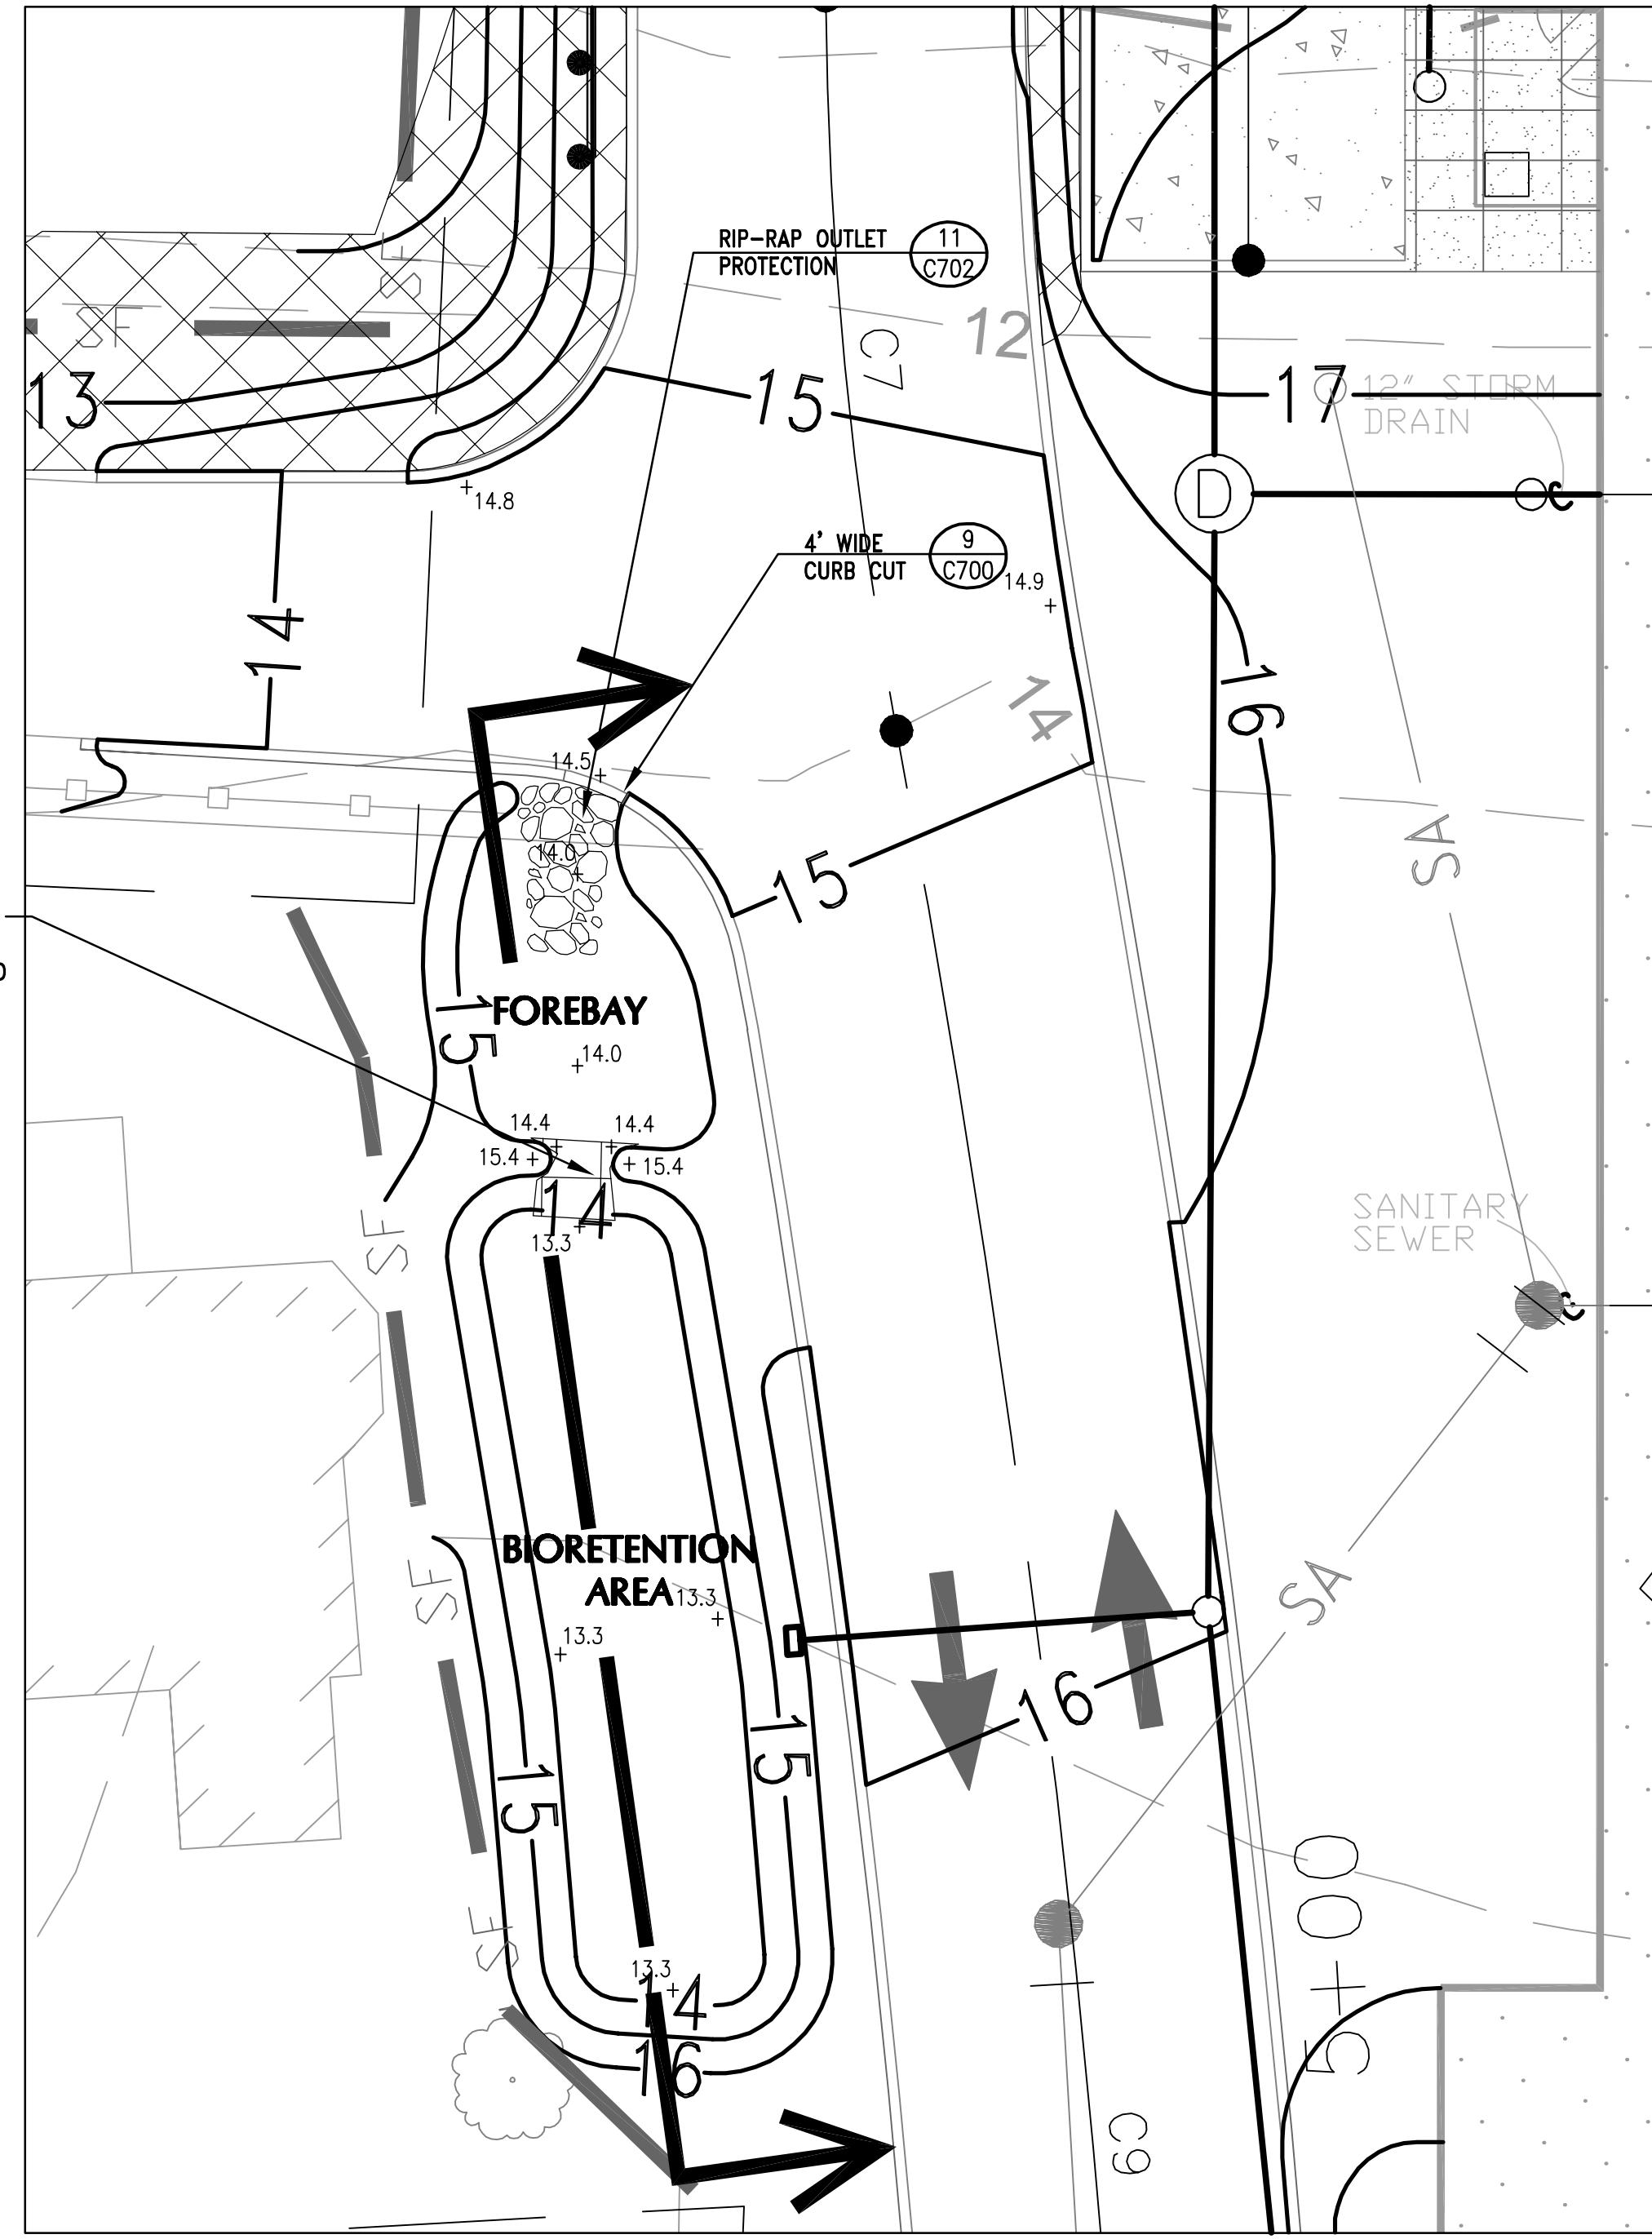 RIP-RAP OUTLET
PROTECTION
11
C702
SF
SF
12
C7
13
15
17
12" STORM
DRAIN
14.8
D
4' WIDE
CURB CUT
9
C700
14.9
14
16
14
14.5
14.0
15
SA
FOREBAY
15
14.0
14.4
14.4
15.4
15.4
14
13.3
SF
SANITARY
SEWER
BIORETENTION
AREA
13.3
13.3
SF
SA
16
15
15
5+00
SF
13.3
14
16
C9